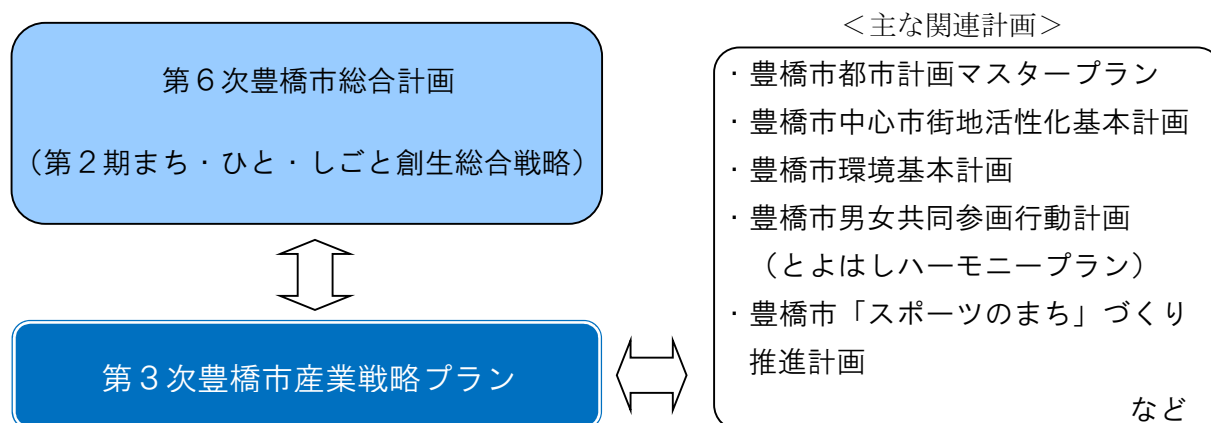 第６次豊橋市総合計画
（第２期まち・ひと・しごと創生総合戦略）
第３次豊橋市産業戦略プラン
＜主な関連計画＞
・豊橋市都市計画マスタープラン
・豊橋市中心市街地活性化基本計画
・豊橋市環境基本計画
・豊橋市男女共同参画行動計画
（とよはしハーモニープラン）
・豊橋市「スポーツのまち」づくり
推進計画
など